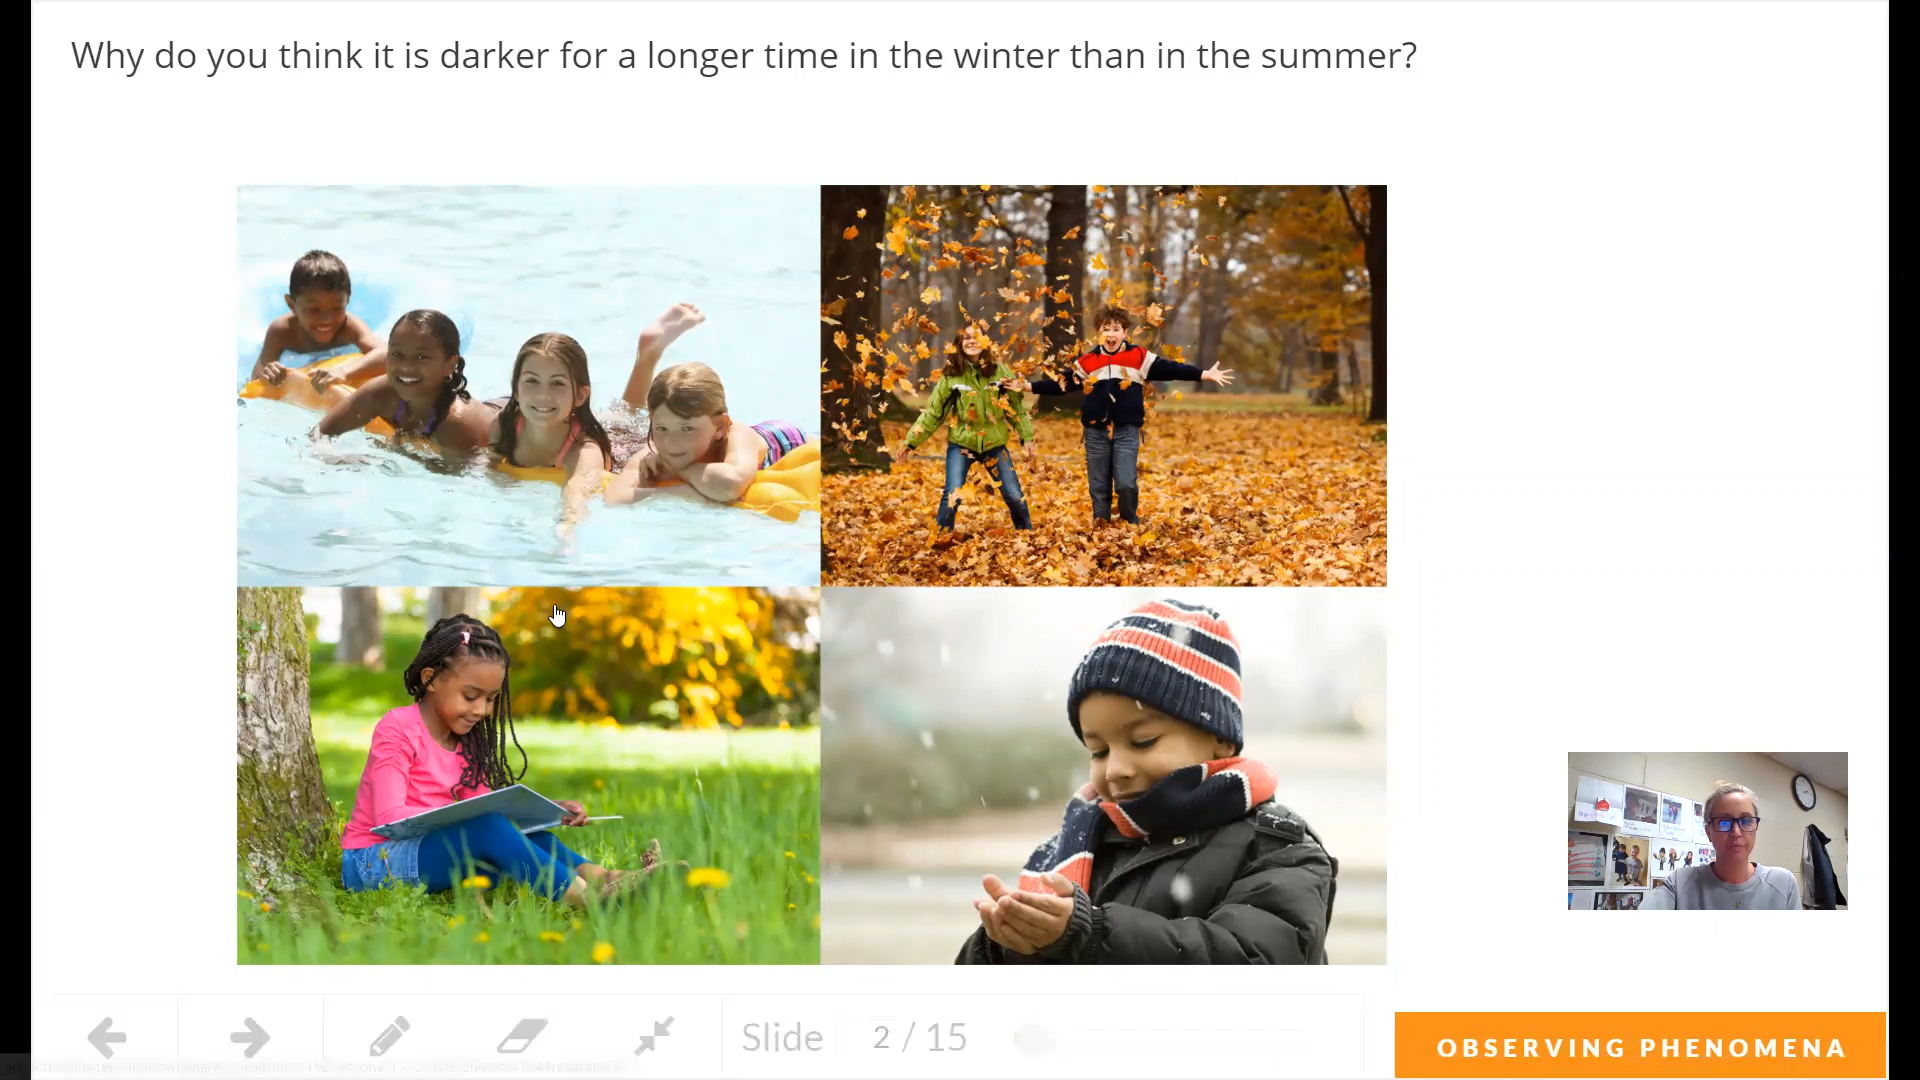 Why do you think it is darker for a longer time in the winter than in the summer?
Slide 2 / 15
OBSERVING PHENOMENA